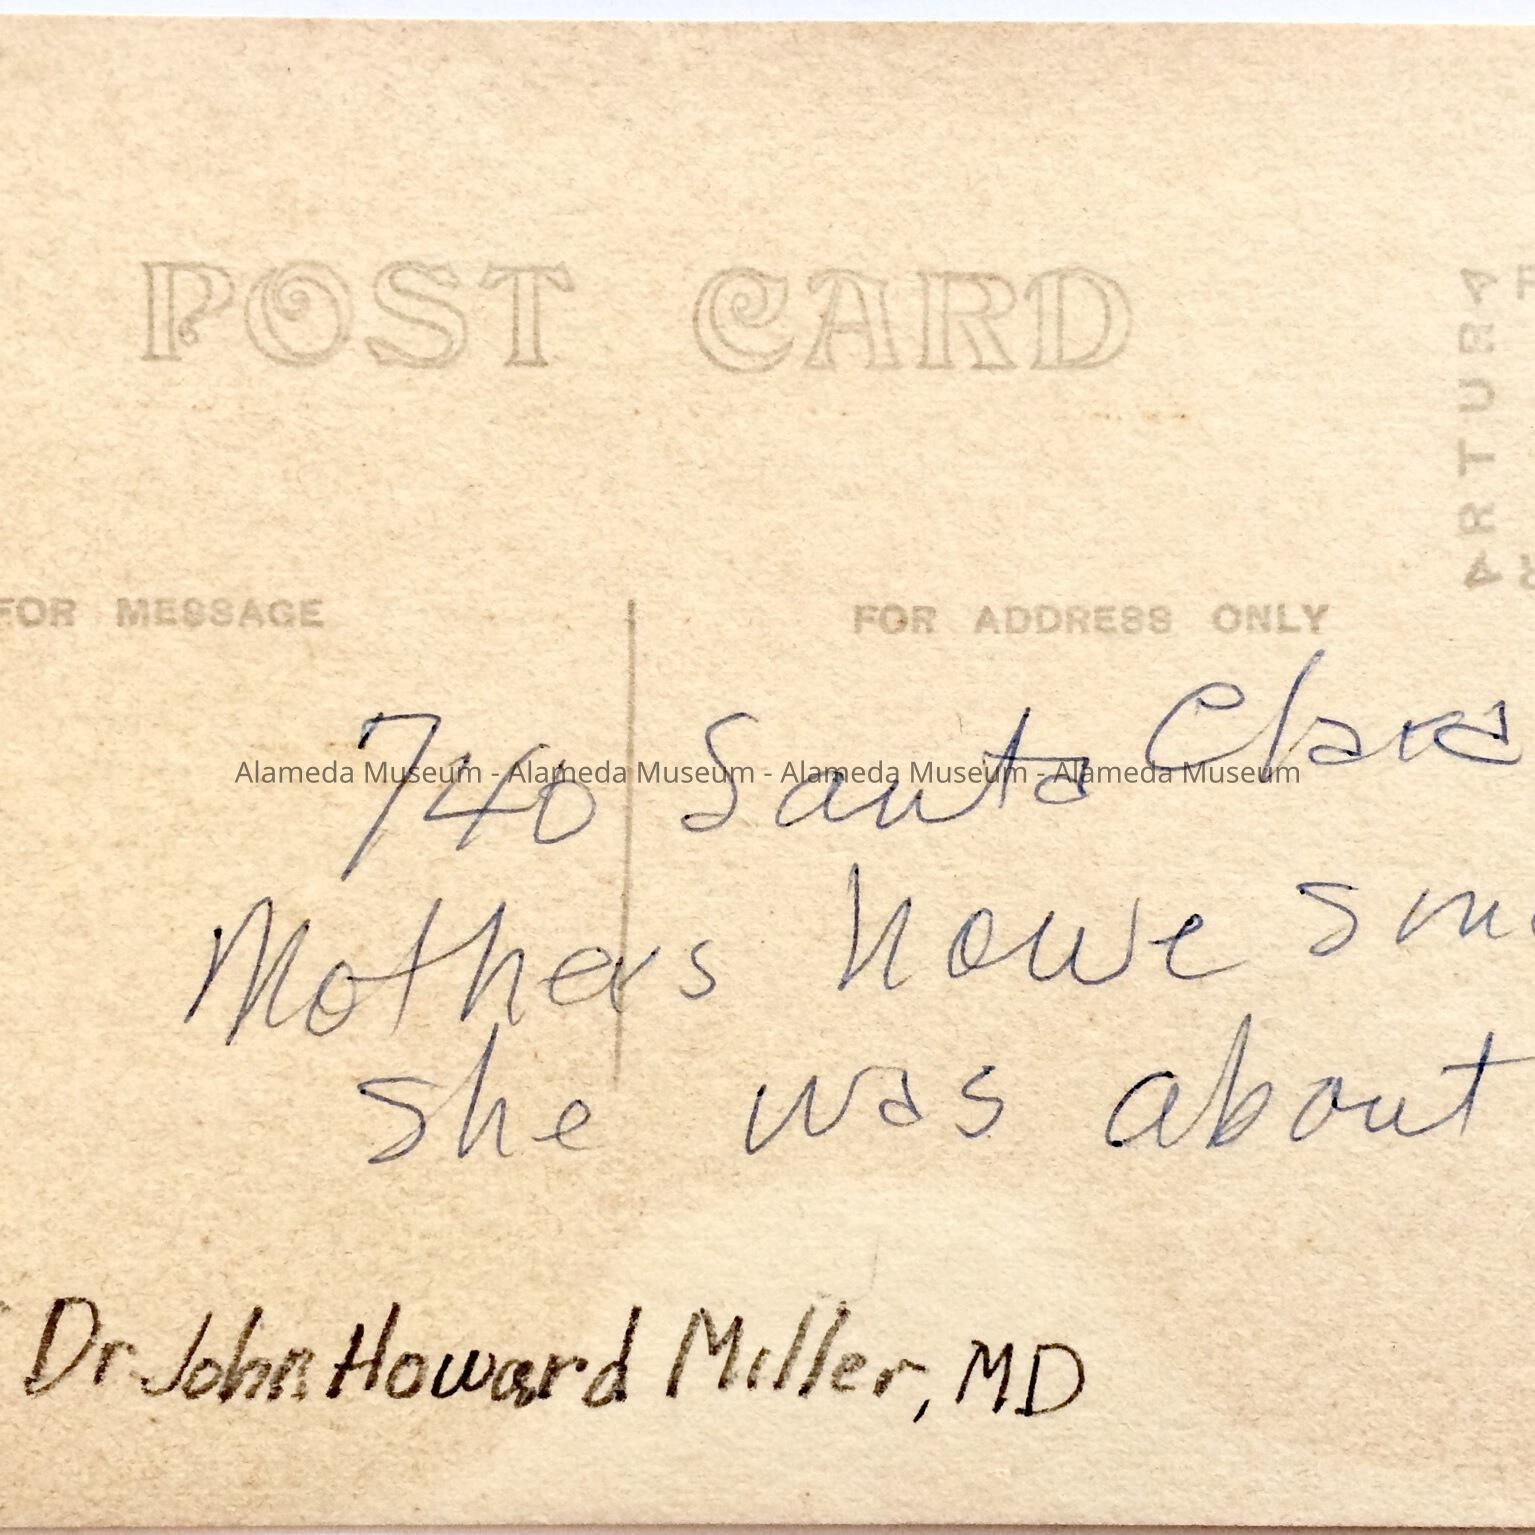 POST CARD
ARTURA
FOR MESSAGE
FOR ADDRESS ONLY
740 Santa Clara
Alameda Museum - Alameda Museum - Alameda Museum - Alameda Museum
Mothers home
she was about
Dr. John Howard Miller, MD